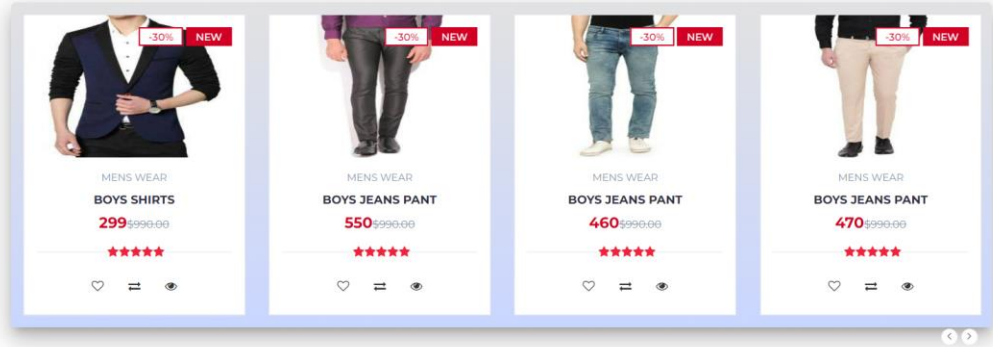 -30% NEW
MENS WEAR
BOYS SHIRTS
299$990.00
-30% NEW
MENS WEAR
BOYS JEANS PANT
550$990.00
-30% NEW
MENS WEAR
BOYS JEANS PANT
460$990.00
-30% NEW
MENS WEAR
BOYS JEANS PANT
470$990.00